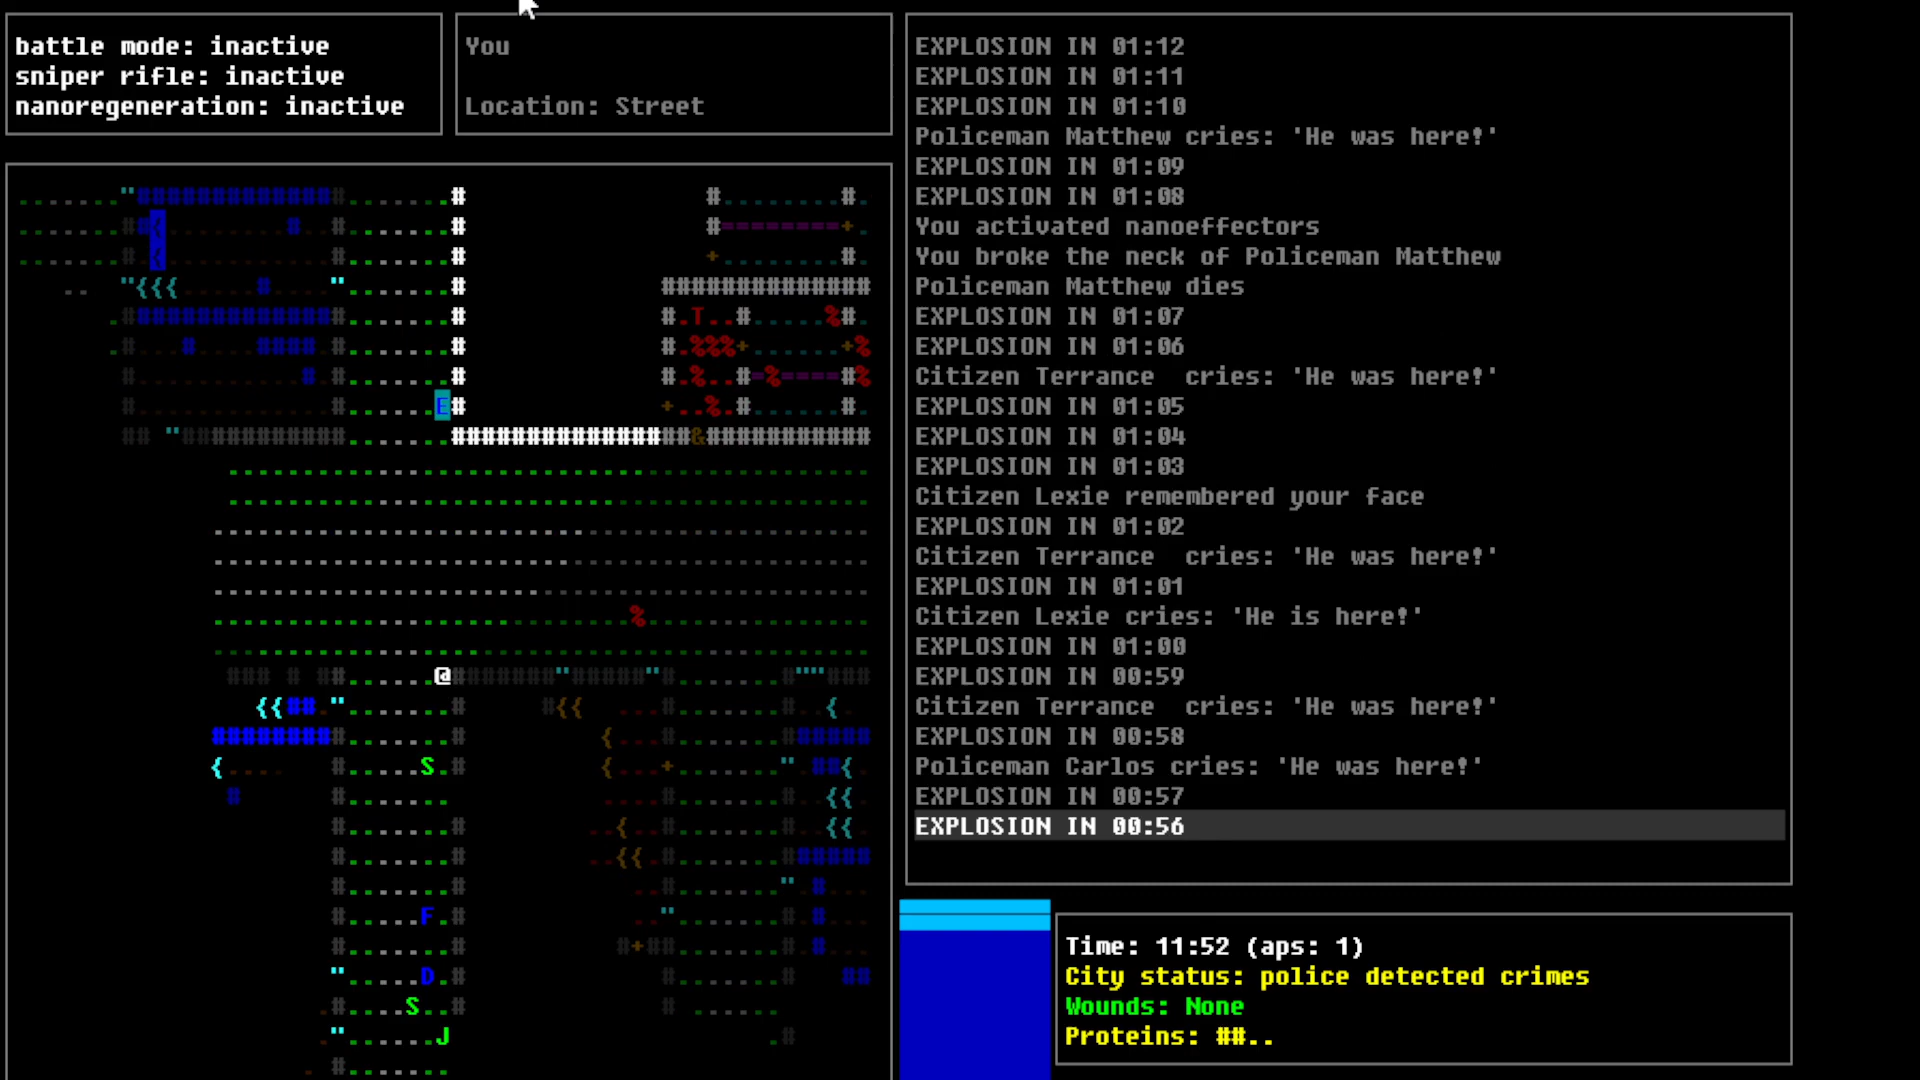 battle mode: inactive
sniper rifle: inactive
nanoregeneration: inactive
You
Location: Street
EXPLOSION IN 01:12
EXPLOSION IN 01:11
EXPLOSION IN 01:10
Policeman Matthew cries: 'He was here!'
EXPLOSION IN 01:09
EXPLOSION IN 01:08
You activated nanoeffectors
You broke the neck of Policeman Matthew
Policeman Matthew dies
EXPLOSION IN 01:07
EXPLOSION IN 01:06
Citizen Terrance  cries: 'He was here!'
EXPLOSION IN 01:05
EXPLOSION IN 01:04
EXPLOSION IN 01:03
Citizen Lexie remembered your face
EXPLOSION IN 01:02
Citizen Terrance  cries: 'He was here!'
EXPLOSION IN 01:01
Citizen Lexie cries: 'He is here!'
EXPLOSION IN 01:00
EXPLOSION IN 00:59
Citizen Terrance  cries: 'He was here!'
EXPLOSION IN 00:58
Policeman Carlos cries: 'He was here!'
EXPLOSION IN 00:57
EXPLOSION IN 00:56
Time: 11:52 (aps: 1)
City status: police detected crimes
Wounds: None
Proteins: ##..
T
E
&
@
S
F
D
S
J